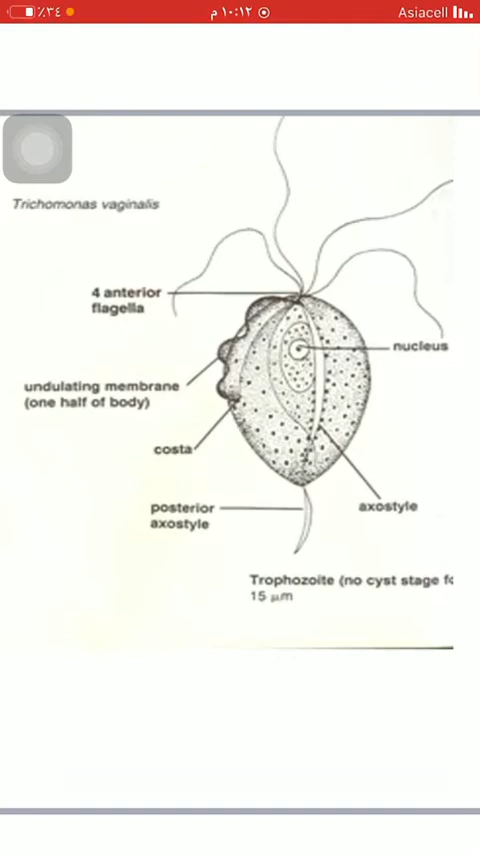 ٪٣٤
١٠:١٢ م
Asiacell
Trichomonas vaginalis
4 anterior
flagella
nucleus
undulating membrane
(one half of body)
costa
axostyle
posterior
axostyle
Trophozoite (no cyst stage
15 µm